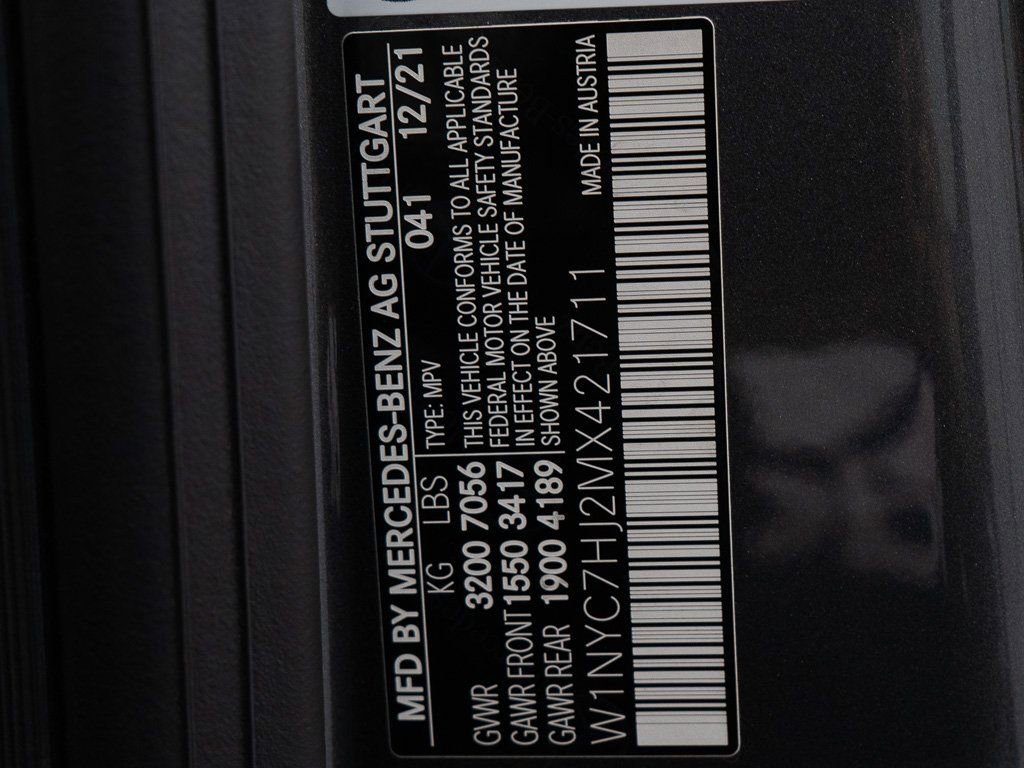 MFD BY MERCEDES-BENZ AG STUTTGART
KG LBS TYPE: MPV 041 12/21
GVWR 3200 7056
GAWR FRONT 1550 3417
GAWR REAR 1900 4189
THIS VEHICLE CONFORMS TO ALL APPLICABLE
FEDERAL MOTOR VEHICLE SAFETY STANDARDS
IN EFFECT ON THE DATE OF MANUFACTURE
SHOWN ABOVE
MADE IN AUSTRIA
W1NYC7HJ2MX421711